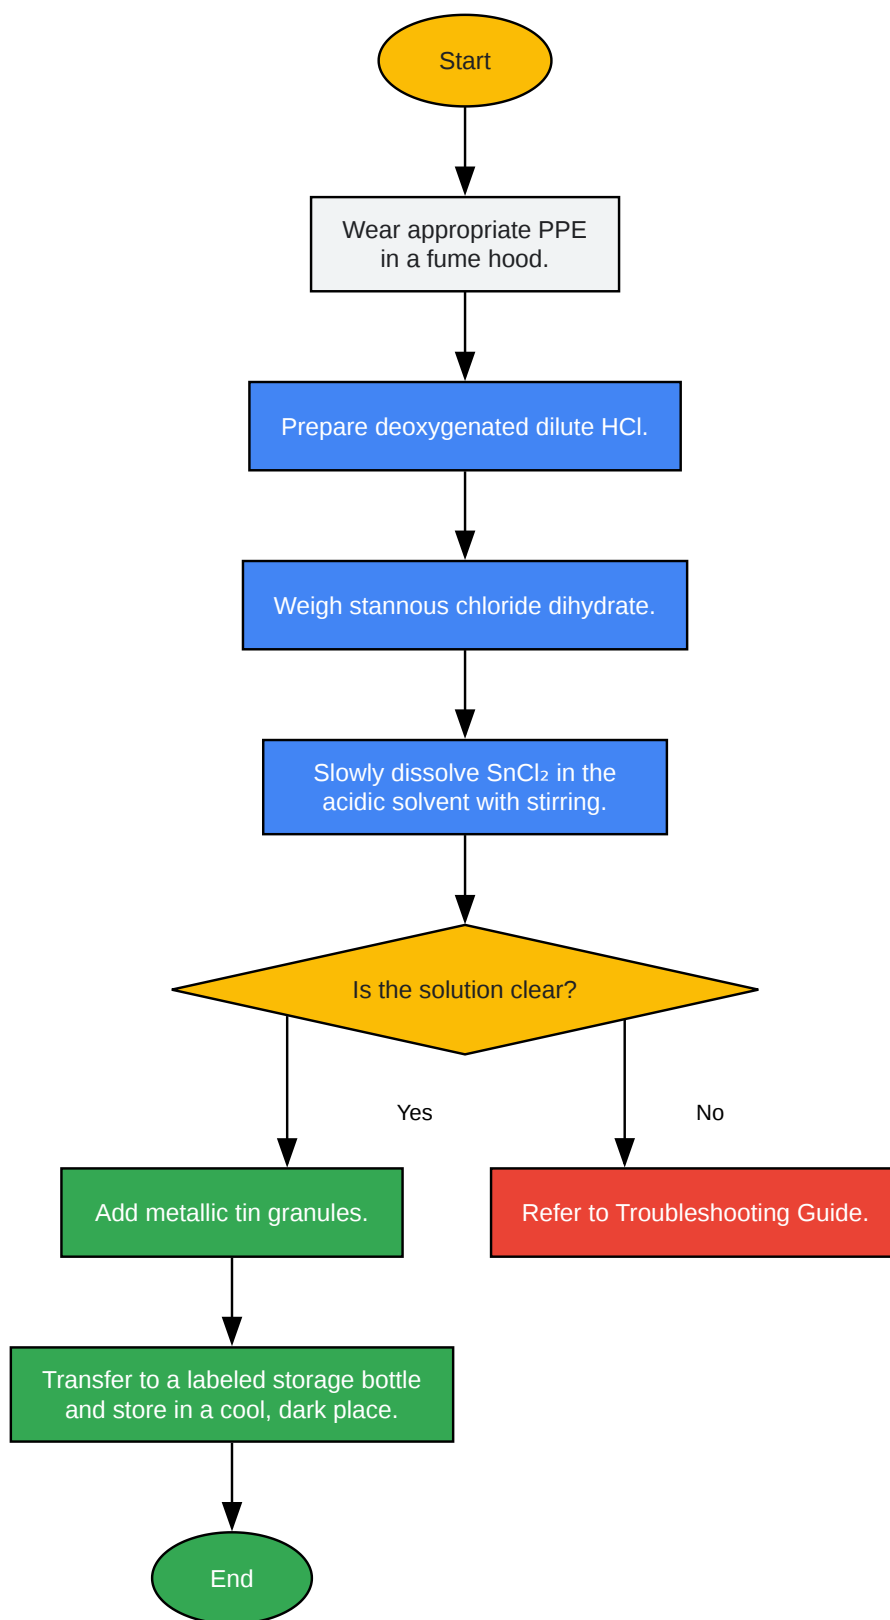 Start
Wear appropriate PPE
in a fume hood.
Prepare deoxygenated dilute HCl.
Weigh stannous chloride dihydrate.
Slowly dissolve SnCl₂ in the
acidic solvent with stirring.
Is the solution clear?
Yes
No
Add metallic tin granules.
Refer to Troubleshooting Guide.
Transfer to a labeled storage bottle
and store in a cool, dark place.
End